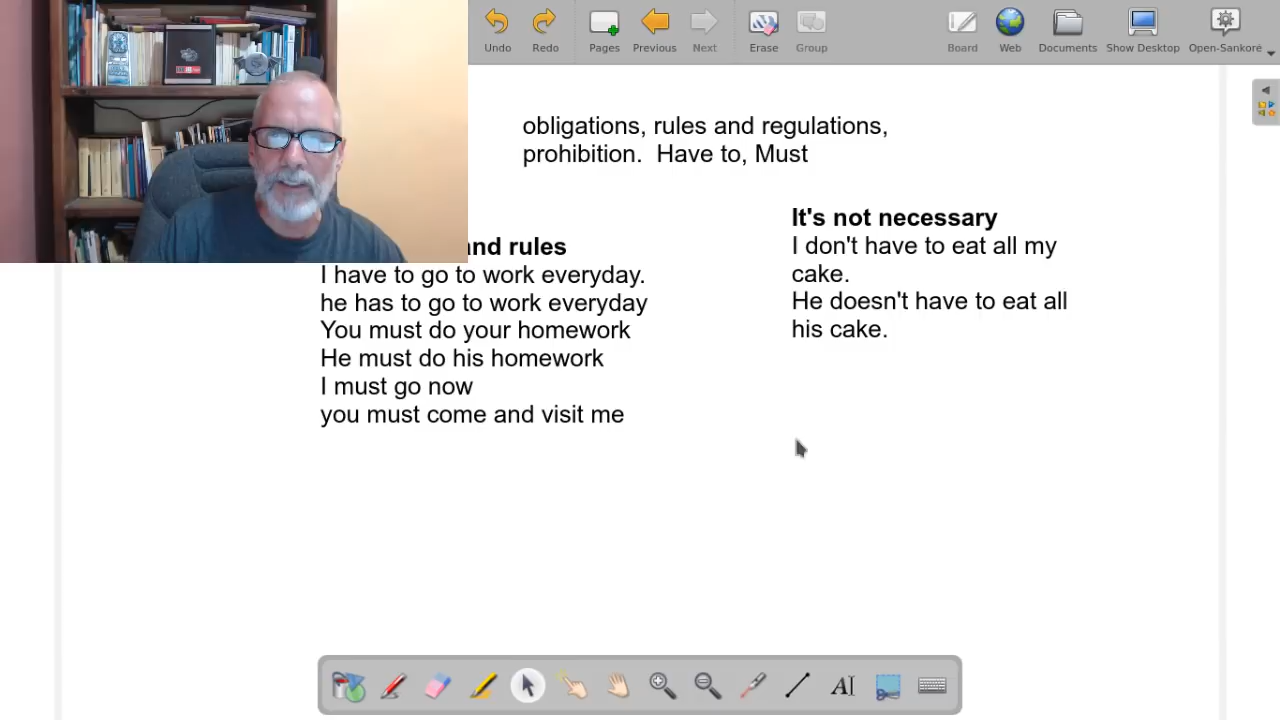 Undo
Redo
Pages
Previous
Next
Erase
Group
Board
Web
Documents
Show Desktop
Open-Sankoré
obligations, rules and regulations,
prohibition. Have to, Must
and rules
I have to go to work everyday.
he has to go to work everyday
You must do your homework
He must do his homework
I must go now
you must come and visit me
It's not necessary
I don't have to eat all my
cake.
He doesn't have to eat all
his cake.
AI